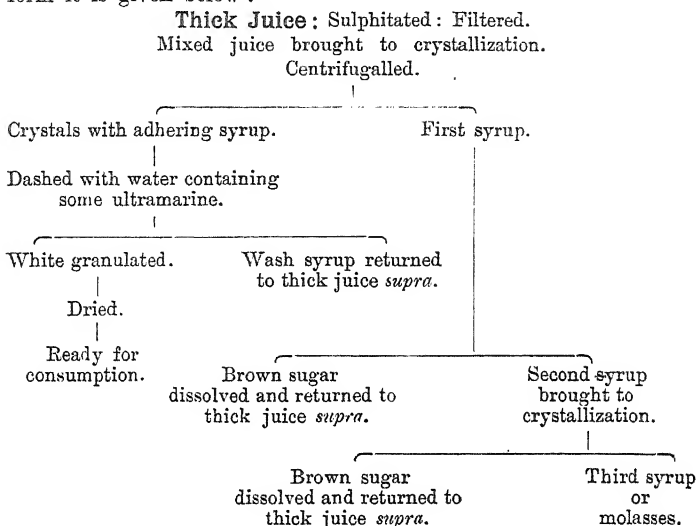 form it is given below :
Thick Juice : Sulphitated : Filtered.
Mixed juice brought to crystallization.
Centrifugalled.
Crystals with adhering syrup.
First syrup.
Dashed with water containing
some ultramarine.
White granulated.
Wash syrup returned
to thick juice supra.
Dried.
Ready for
consumption.
Brown sugar
dissolved and returned to
thick juice supra.
Second syrup
brought to
crystallization.
Brown sugar
dissolved and returned to
thick juice supra.
Third syrup
or
molasses.